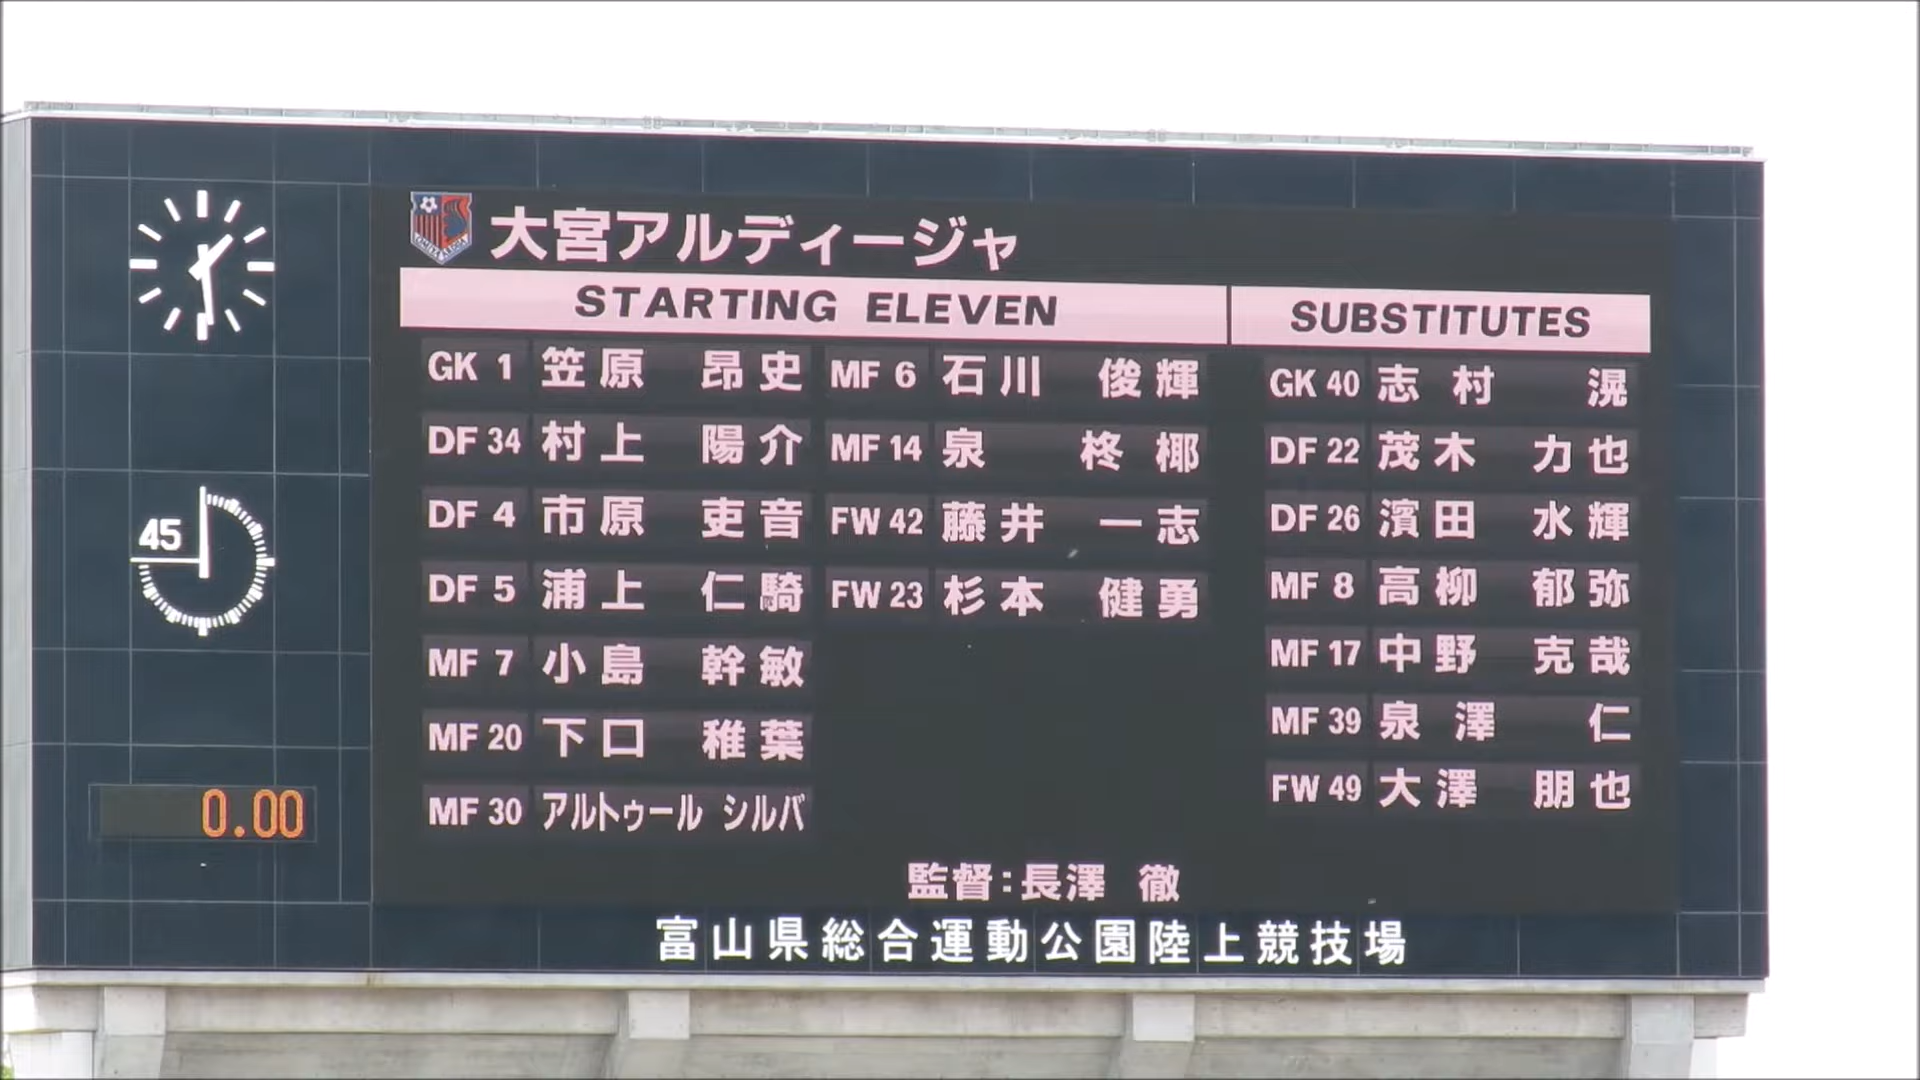 大宮アルディージャ
STARTING ELEVEN
SUBSTITUTES
GK 1 笠原 昂史
DF 34 村上 陽介
DF 4 市原 吏音
DF 5 浦上 仁騎
MF 7 小島 幹敏
MF 20 下口 稚葉
MF 30 アルトゥール シルバ
MF 6 石川 俊輝
MF 14 泉 柊椰
FW 42 藤井 一志
FW 23 杉本 健勇
GK 40 志村 滉
DF 22 茂木 力也
DF 26 濱田 水輝
MF 8 高柳 郁弥
MF 17 中野 克哉
MF 39 泉澤 仁
FW 49 大澤 朋也
監督:長澤 徹
45
0.00
富山県総合運動公園陸上競技場